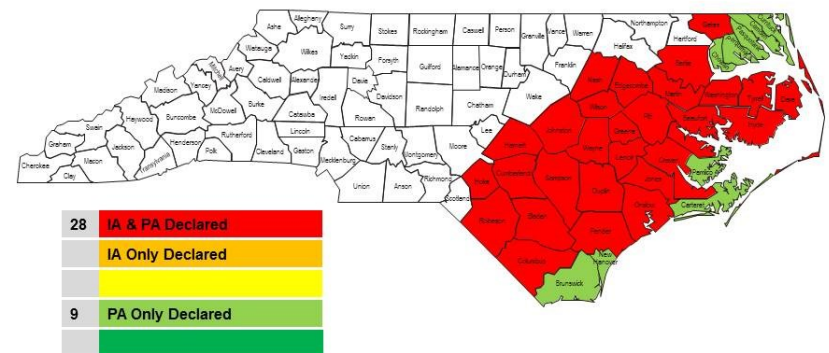 Alleghany
Ashe
Surry
Stokes
Rockingham
Caswell
Person
Granville
Vance
Warren
Northampton
Gates
Halifax
Hartford
Watauga
Wilkes
Yadkin
Forsyth
Guilford
Alamance
Orange
Durham
Franklin
Nash
Edgecombe
Bertie
Mitchell
Avery
Caldwell
Alexander
Davie
Iredell
Davidson
Randolph
Chatham
Wake
Wilson
Martin
Washington
Tyrrell
Dare
Madison
Yancey
McDowell
Burke
Catawba
Rowan
Johnston
Greene
Pitt
Beaufort
Hyde
Swain
Haywood
Buncombe
Rutherford
Lincoln
Cabarrus
Stanly
Montgomery
Moore
Lee
Harnett
Wayne
Lenoir
Craven
Pamlico
Graham
Jackson
Henderson
Polk
Cleveland
Gaston
Mecklenburg
Richmond
Hoke
Cumberland
Sampson
Duplin
Jones
Carteret
Cherokee
Macon
Clay
Transylvania
Union
Anson
Scotland
Robeson
Bladen
Pender
Onslow
Columbus
New
Hanover
Brunswick
28 IA & PA Declared
IA Only Declared
9 PA Only Declared